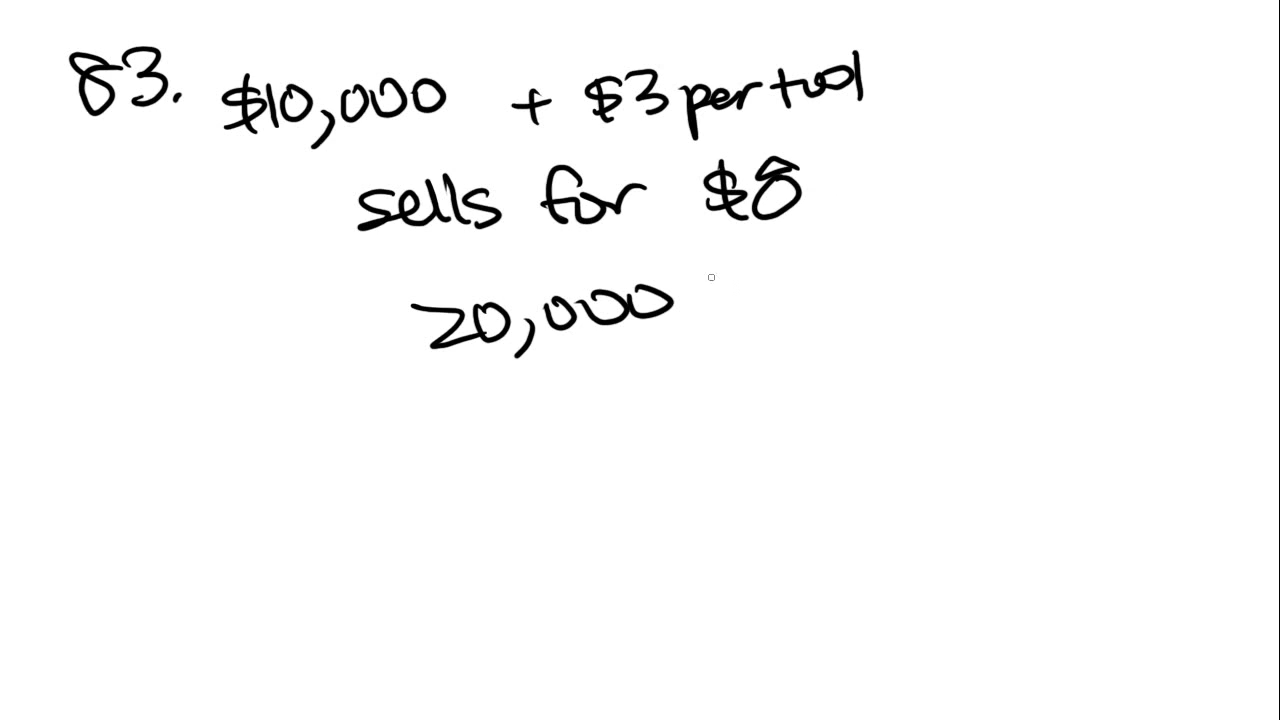 83. $10,000 + $3 per tool
sells for $8
20,000